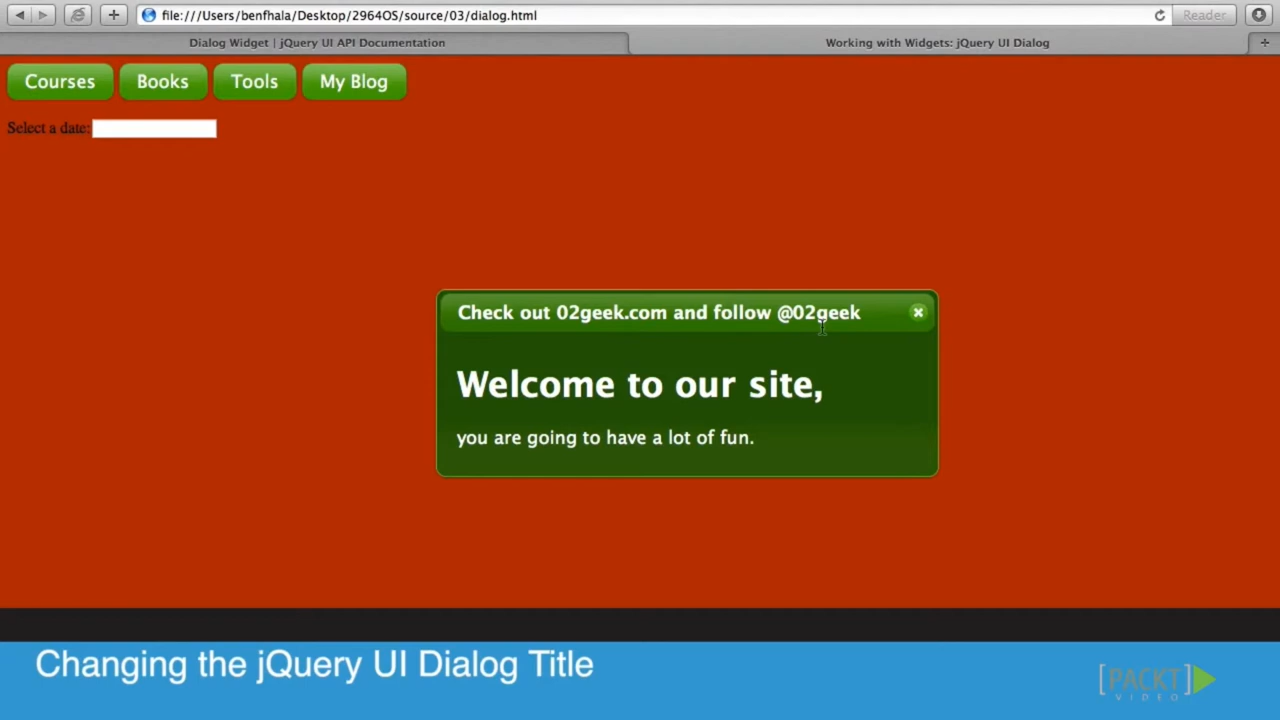 file:///Users/benfhala/Desktop/2964OS/source/03/dialog.html
Reader
Dialog Widget | jQuery UI API Documentation
Working with Widgets: jQuery UI Dialog
Courses
Books
Tools
My Blog
Select a date:
Check out 02geek.com and follow @02geek
Welcome to our site,
you are going to have a lot of fun.
Changing the jQuery UI Dialog Title
[PACKT]
VIDEO